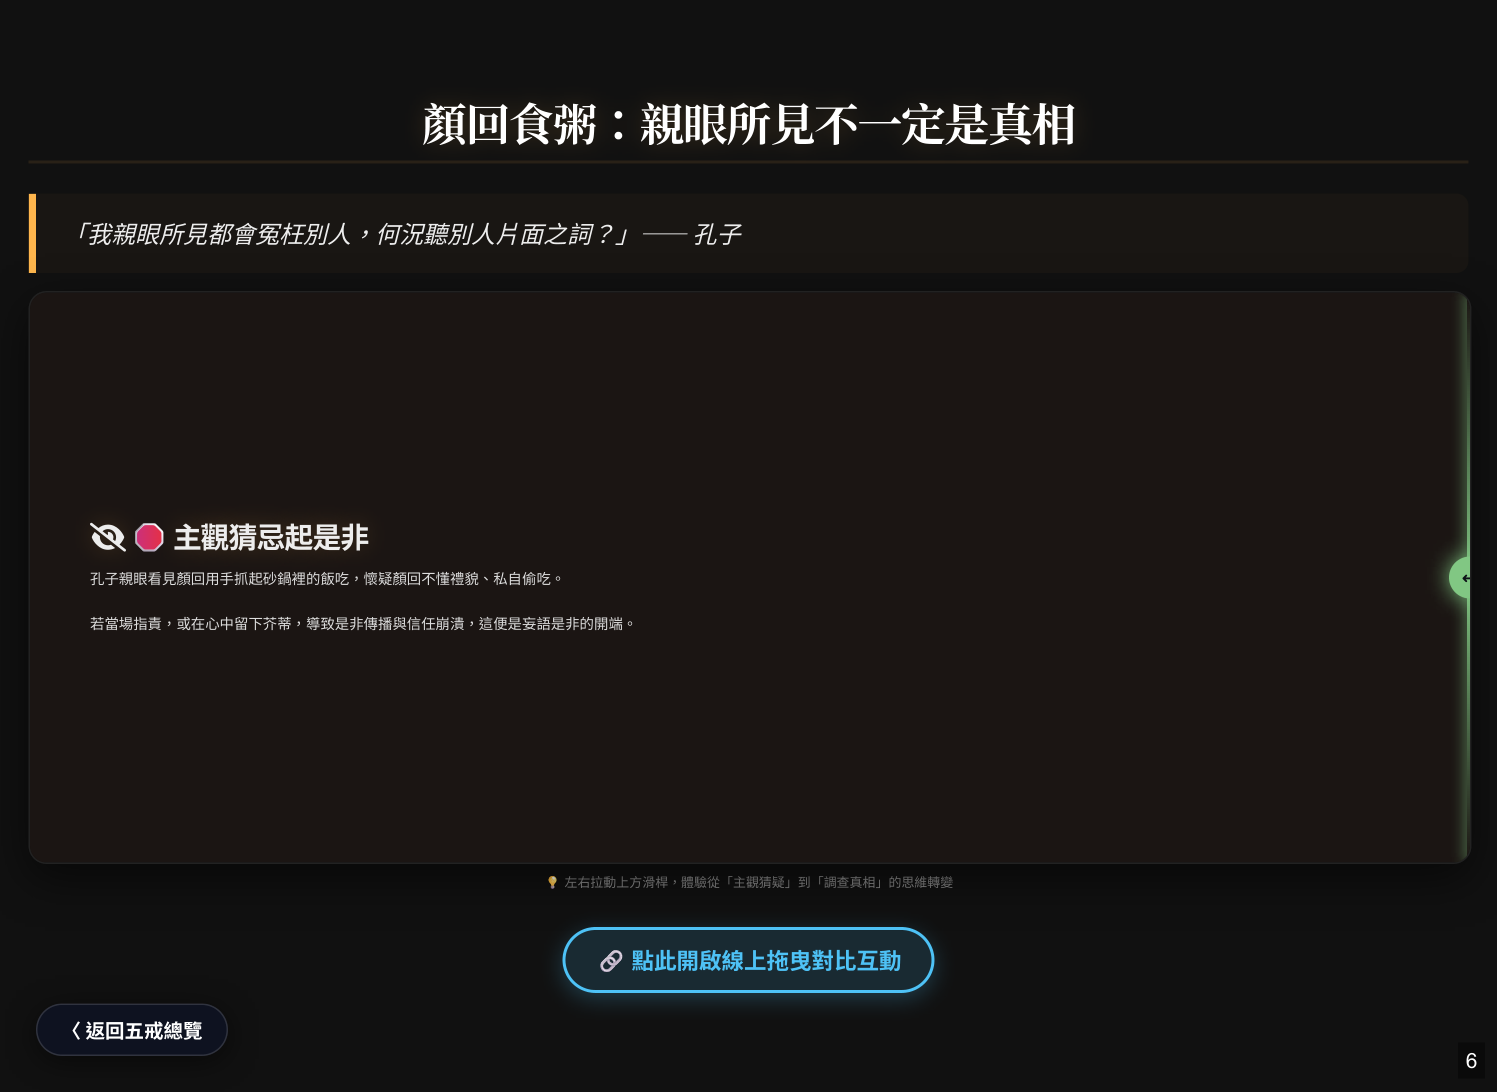 顏回食粥：親眼所見不一定是真相
「我親眼所見都會冤枉別人，何況聽別人片面之詞？」—— 孔子
主觀猜忌起是非
孔子親眼看見顏回用手抓起砂鍋裡的飯吃，懷疑顏回不懂禮貌、私自偷吃。
若當場指責，或在心中留下芥蒂，導致是非傳播與信任崩潰，這便是妄語是非的開端。
左右拉動上方滑桿，體驗從「主觀猜疑」到「調查真相」的思維轉變
點此開啟線上拖曳對比互動
〈 返回五戒總覽
6